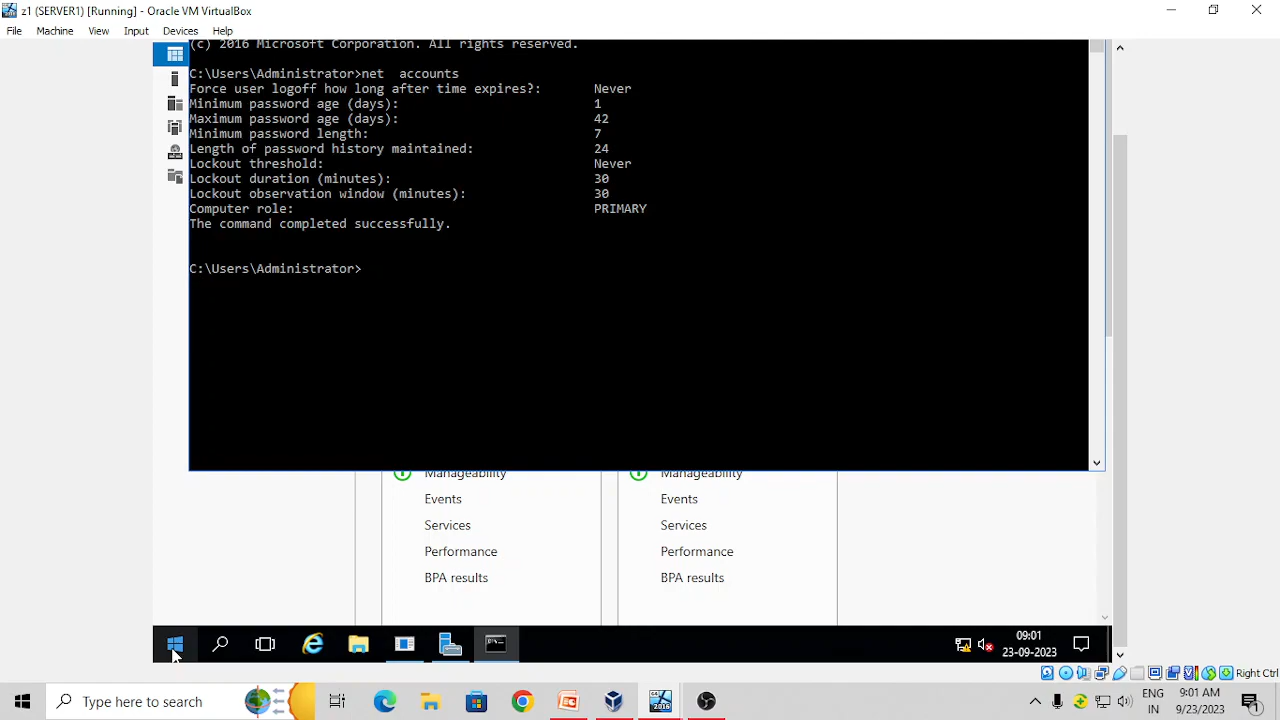 z1 (SERVER1) [Running] - Oracle VM VirtualBox
File Machine View Input Devices Help
(c) 2016 Microsoft Corporation. All rights reserved.
C:\Users\Administrator>net  accounts
Force user logoff how long after time expires?: Never
Minimum password age (days): 1
Maximum password age (days): 42
Minimum password length: 7
Length of password history maintained: 24
Lockout threshold: Never
Lockout duration (minutes): 30
Lockout observation window (minutes): 30
Computer role: PRIMARY
The command completed successfully.
C:\Users\Administrator>
Manageability Manageability
Events Events
Services Services
Performance Performance
BPA results BPA results
09:01
23-09-2023
Right Ctrl
Type here to search
ENG
IN
9:01 AM
9/23/2023